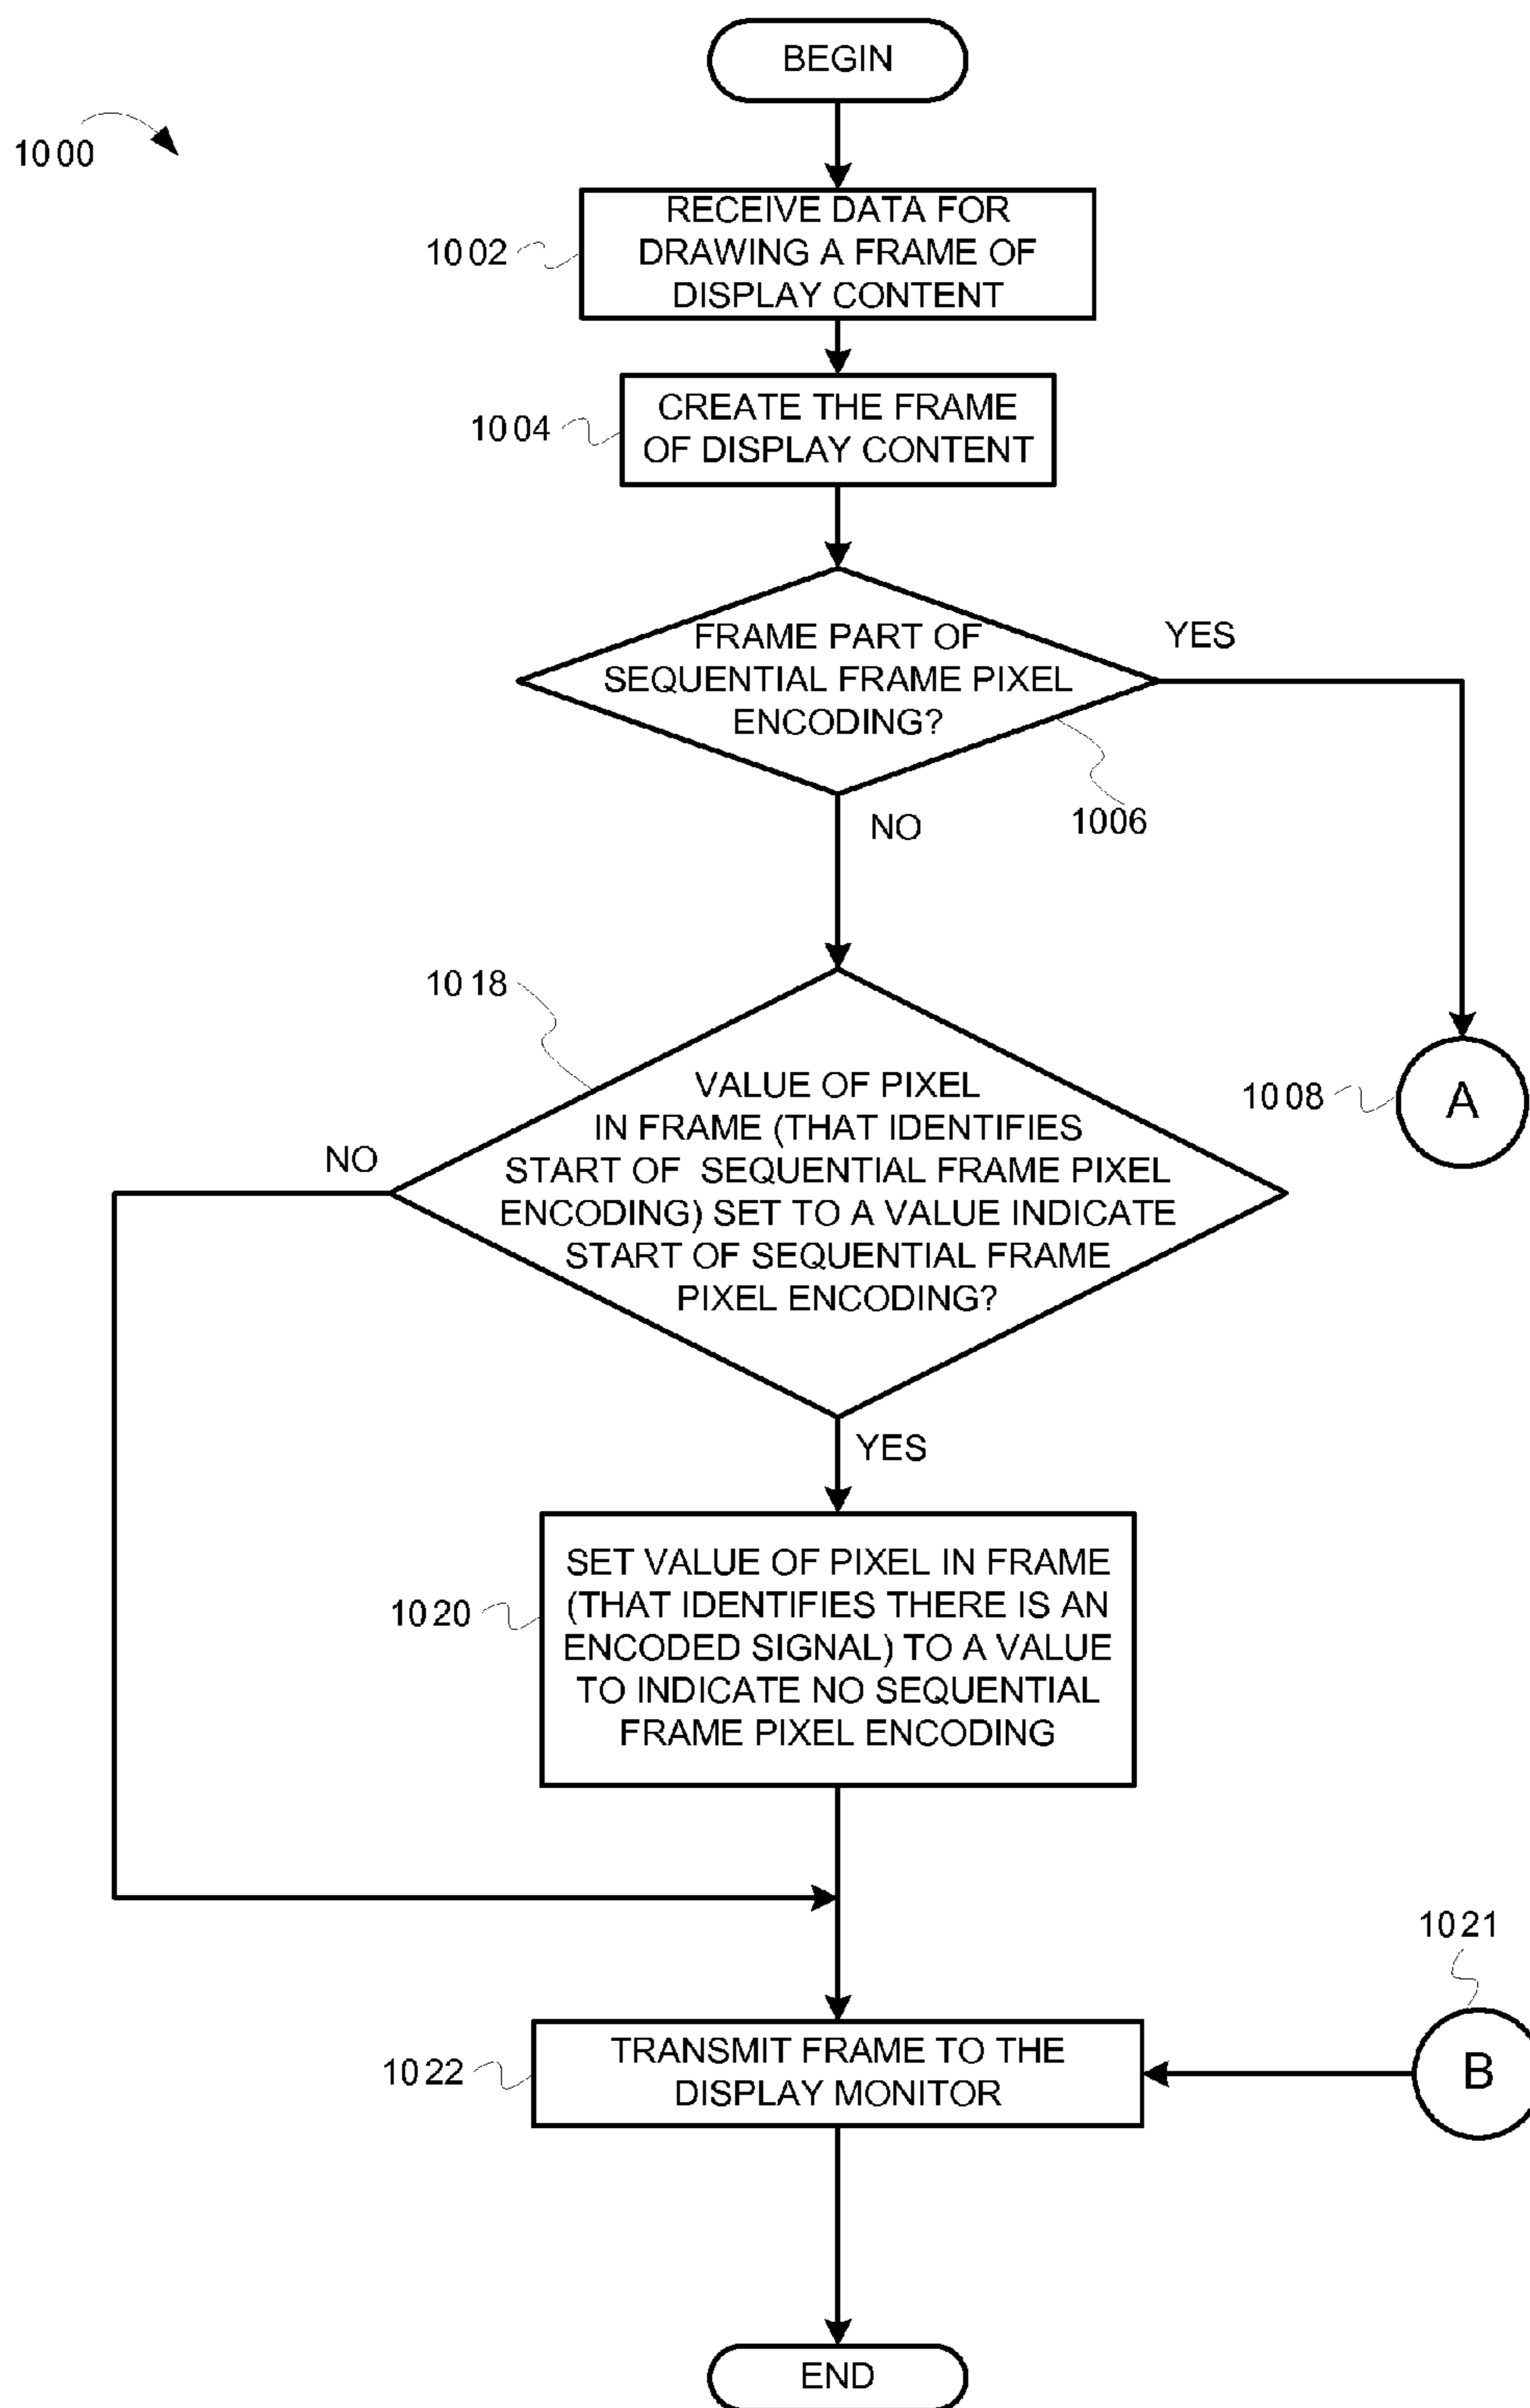 BEGIN
1000
RECEIVE DATA FOR
DRAWING A FRAME OF
DISPLAY CONTENT
1002
CREATE THE FRAME
OF DISPLAY CONTENT
1004
FRAME PART OF
SEQUENTIAL FRAME PIXEL
ENCODING?
YES
1006
NO
1018
VALUE OF PIXEL
IN FRAME (THAT IDENTIFIES
START OF SEQUENTIAL FRAME PIXEL
ENCODING) SET TO A VALUE INDICATE
START OF SEQUENTIAL FRAME
PIXEL ENCODING?
1008
A
NO
YES
SET VALUE OF PIXEL IN FRAME
(THAT IDENTIFIES THERE IS AN
ENCODED SIGNAL) TO A VALUE
TO INDICATE NO SEQUENTIAL
FRAME PIXEL ENCODING
1020
1021
TRANSMIT FRAME TO THE
DISPLAY MONITOR
1022
B
END